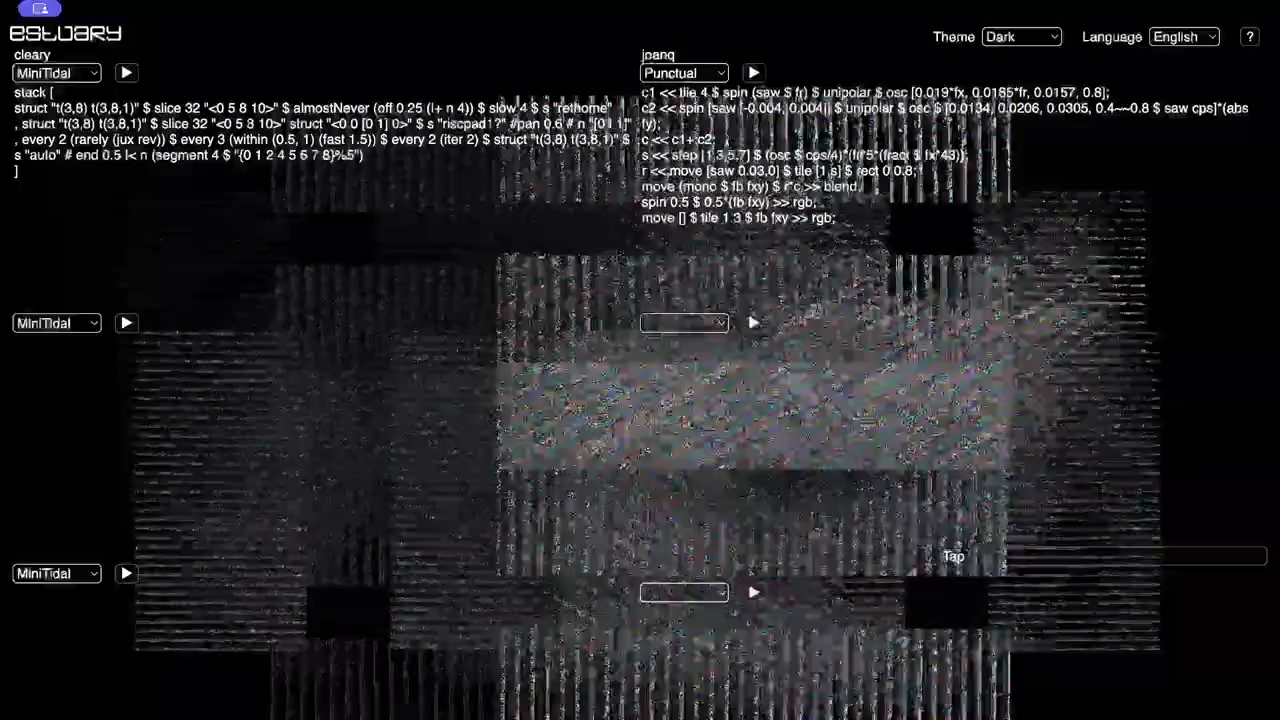 estuary
Theme Dark Language English ?
cleary
MiniTidal
stack [
struct "t(3,8) t(3,8,1)" $ slice 32 "<0 5 8 10>" $ almostNever (off 0.25 (|+ n 4)) $ slow 4 $ s "rethome"
, struct "t(3,8) t(3,8,1)" $ slice 32 "<0 5 3 8>" struct "<0 0 [0 1] 0>" $ s "riscpad1?" #pan 0.6 # n "[0 | 1]"
, every 2 (rarely (jux rev)) $ every 3 (within (0.5, 1) (fast 1.5)) $ every 2 (iter 2) $ struct "t(3,8) t(3,8,1)" $
s "auto" # end 0.5 |< n (segment 4 $ "{0 1 2 4 5 6 7 8}%5")
]
jpanq
Punctual
c1 << tile 4 $ spin (saw $ fr) $ unipolar $ osc [0.019*fx, 0.0185*fr, 0.0157, 0.8];
c2 << spin [saw [-0.004, 0.004]] $ unipolar $ osc [0.0134, 0.0206, 0.0305, 0.4~~0.8 $ saw cps]*(abs
fy);
c << c1+c2;
s << step [1,3,5,7] $ (osc $ cps/4)*(fr*5*(fract $ fx*43));
r << move [saw 0.03,0] $ tile [1,s] $ rect 0 0.8;
move (mono $ fb fxy) $ r*c >> blend;
spin 0.5 $ 0.5*(fb fxy) >> rgb;
move [] $ tile 1.3 $ fb fxy >> rgb;
MiniTidal
Tap
MiniTidal